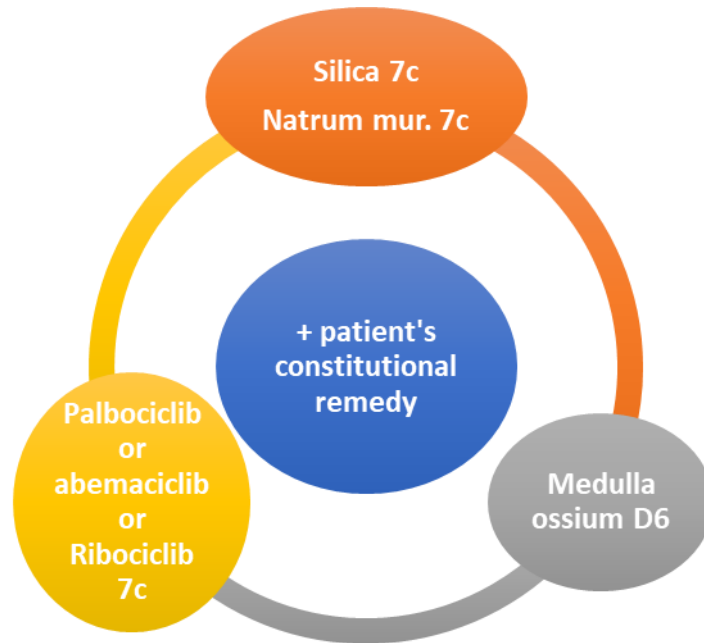 Silica 7c
Natrum mur. 7c
+ patient's
constitutional
remedy
Palbociclib
or
abemaciclib
or
Ribociclib
7c
Medulla
ossium D6